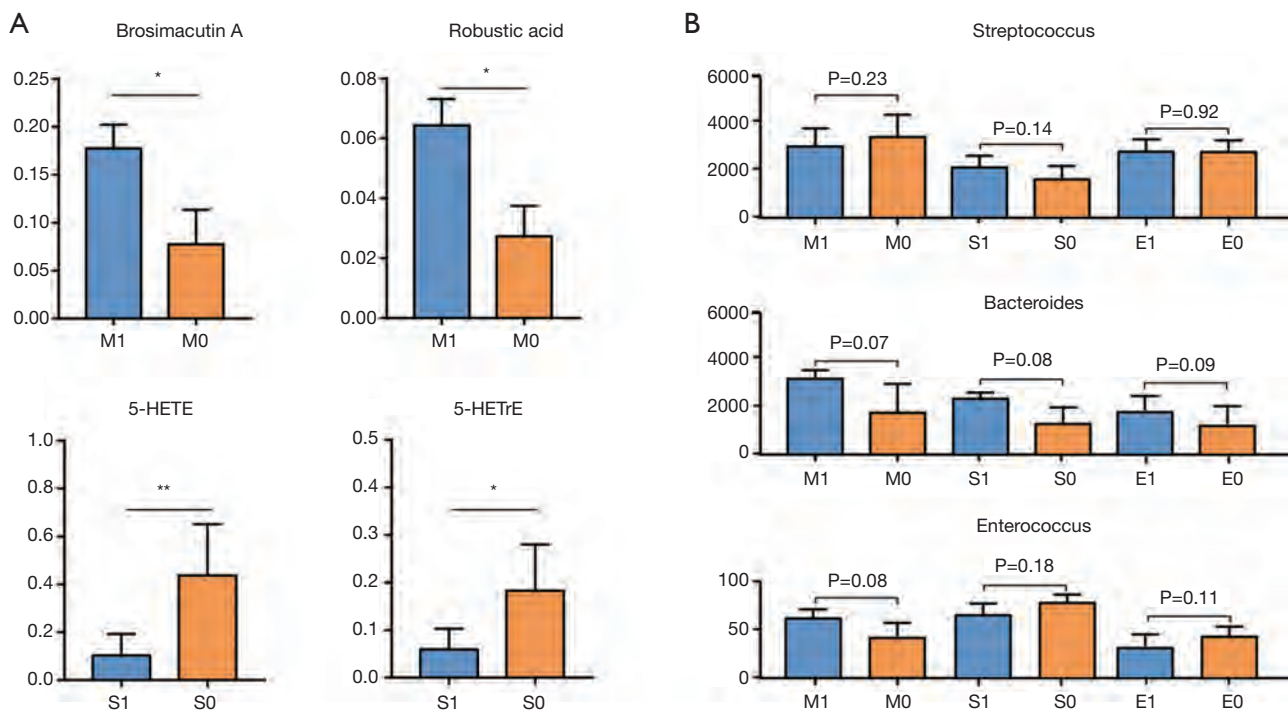 A
Brosimacutin A
0.25
0.20
0.15
0.10
0.05
0.00
*
M1 M0
Robustic acid
0.08
0.06
0.04
0.02
0.00
*
M1 M0
5-HETE
1.0
0.8
0.6
0.4
0.2
0.0
**
S1 S0
5-HETrE
0.5
0.4
0.3
0.2
0.1
0.0
*
S1 S0
B
Streptococcus
6000
4000
2000
0
P=0.23
P=0.14
P=0.92
M1 M0 S1 S0 E1 E0
Bacteroides
6000
4000
2000
0
P=0.07
P=0.08
P=0.09
M1 M0 S1 S0 E1 E0
Enterococcus
100
50
0
P=0.08
P=0.18
P=0.11
M1 M0 S1 S0 E1 E0